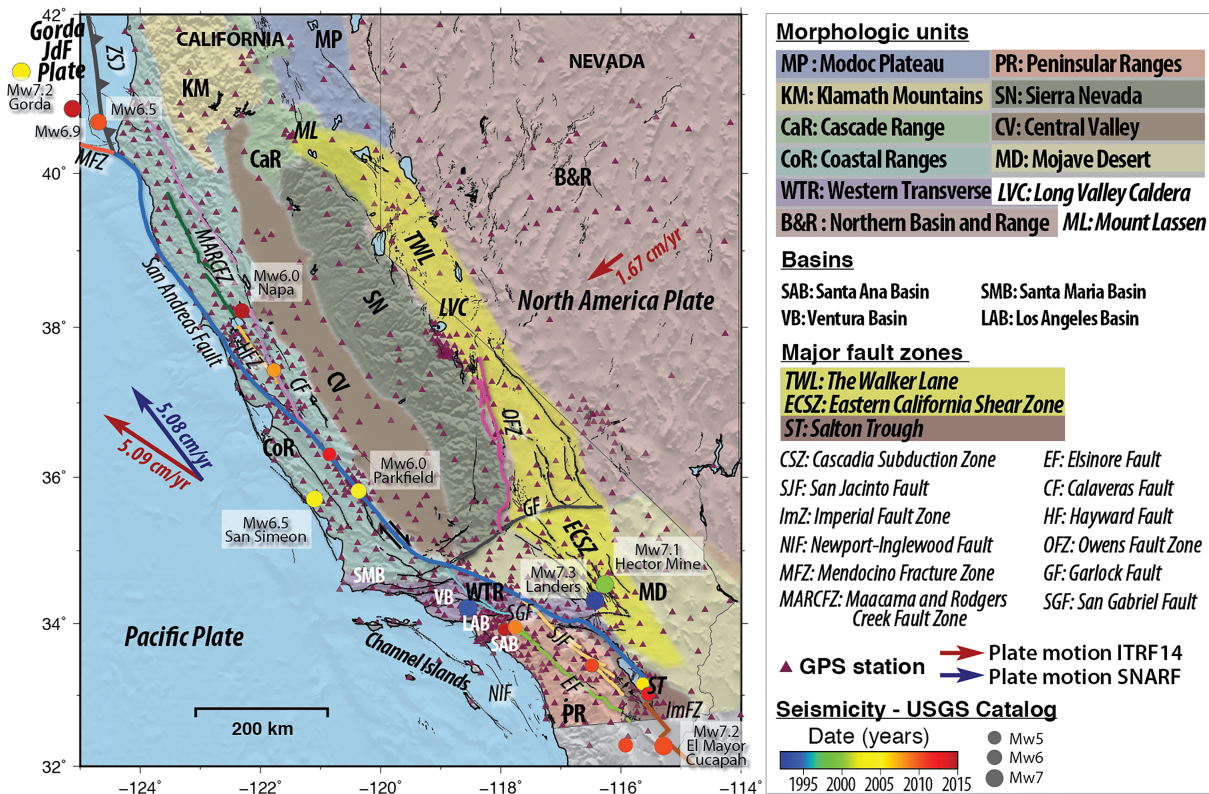 42°
40°
38°
36°
34°
32°
−124°
−122°
−120°
−118°
−116°
−114°
Gorda
JdF
Plate
Mw7.2
Gorda
Mw6.9
Mw6.5
CSZ
MFZ
CALIFORNIA
MP
NEVADA
KM
ML
CaR
B&R
MARCFZ
San Andreas Fault
Mw6.0
Napa
TWL
1.67 cm/yr
North America Plate
SN
LVC
HFZ
CF
CV
OFZ
5.08 cm/yr
5.09 cm/yr
CoR
Mw6.0
Parkfield
Mw6.5
San Simeon
GF
ECSZ
Mw7.1
Hector Mine
Mw7.3
Landers
MD
SMB
WTR
VB
SGF
LAB
SAB
SJF
Pacific Plate
Channel Islands
NIF
EF
ST
PR
ImFZ
200 km
Mw7.2
El Mayor
Cucapah
Morphologic units
MP : Modoc Plateau
PR: Peninsular Ranges
KM: Klamath Mountains
SN: Sierra Nevada
CaR: Cascade Range
CV: Central Valley
CoR: Coastal Ranges
MD: Mojave Desert
WTR: Western Transverse
LVC: Long Valley Caldera
B&R : Northern Basin and Range
ML: Mount Lassen
Basins
SAB: Santa Ana Basin
SMB: Santa Maria Basin
VB: Ventura Basin
LAB: Los Angeles Basin
Major fault zones
TWL: The Walker Lane
ECSZ: Eastern California Shear Zone
ST: Salton Trough
CSZ: Cascadia Subduction Zone
EF: Elsinore Fault
SJF: San Jacinto Fault
CF: Calaveras Fault
ImZ: Imperial Fault Zone
HF: Hayward Fault
NIF: Newport-Inglewood Fault
OFZ: Owens Fault Zone
MFZ: Mendocino Fracture Zone
GF: Garlock Fault
MARCFZ: Maacama and Rodgers
Creek Fault Zone
SGF: San Gabriel Fault
GPS station
Plate motion ITRF14
Plate motion SNARF
Seismicity - USGS Catalog
Date (years)
1995 2000 2005 2010 2015
Mw5
Mw6
Mw7